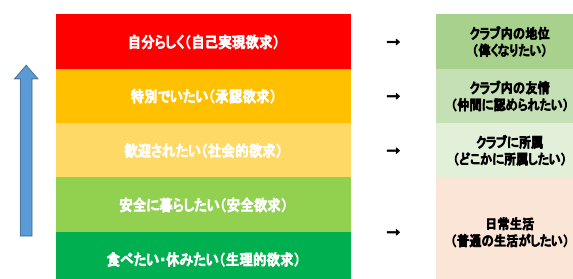 自分らしく(自己実現欲求)
→
クラブ内の地位
(偉くなりたい)
特別でいたい(承認欲求)
→
クラブ内の友情
(仲間に認められたい)
歓迎されたい(社会的欲求)
→
クラブに所属
(どこかに所属したい)
安全に暮らしたい(安全欲求)
食べたい・休みたい(生理的欲求)
→
日常生活
(普通の生活がしたい)